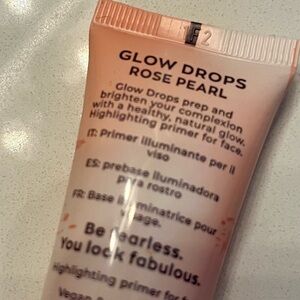 GLOW DROPS
ROSE PEARL
Glow Drops prep and
brighten your complexion
with a healthy, natural glow.
Highlighting primer for face.
IT: Primer illuminante per il
viso
ES: prebase iluminadora
para rostro
FR: Base illuminatrice pour
visage.
Be fearless.
You look fabulous.
Highlighting primer for
Vegan